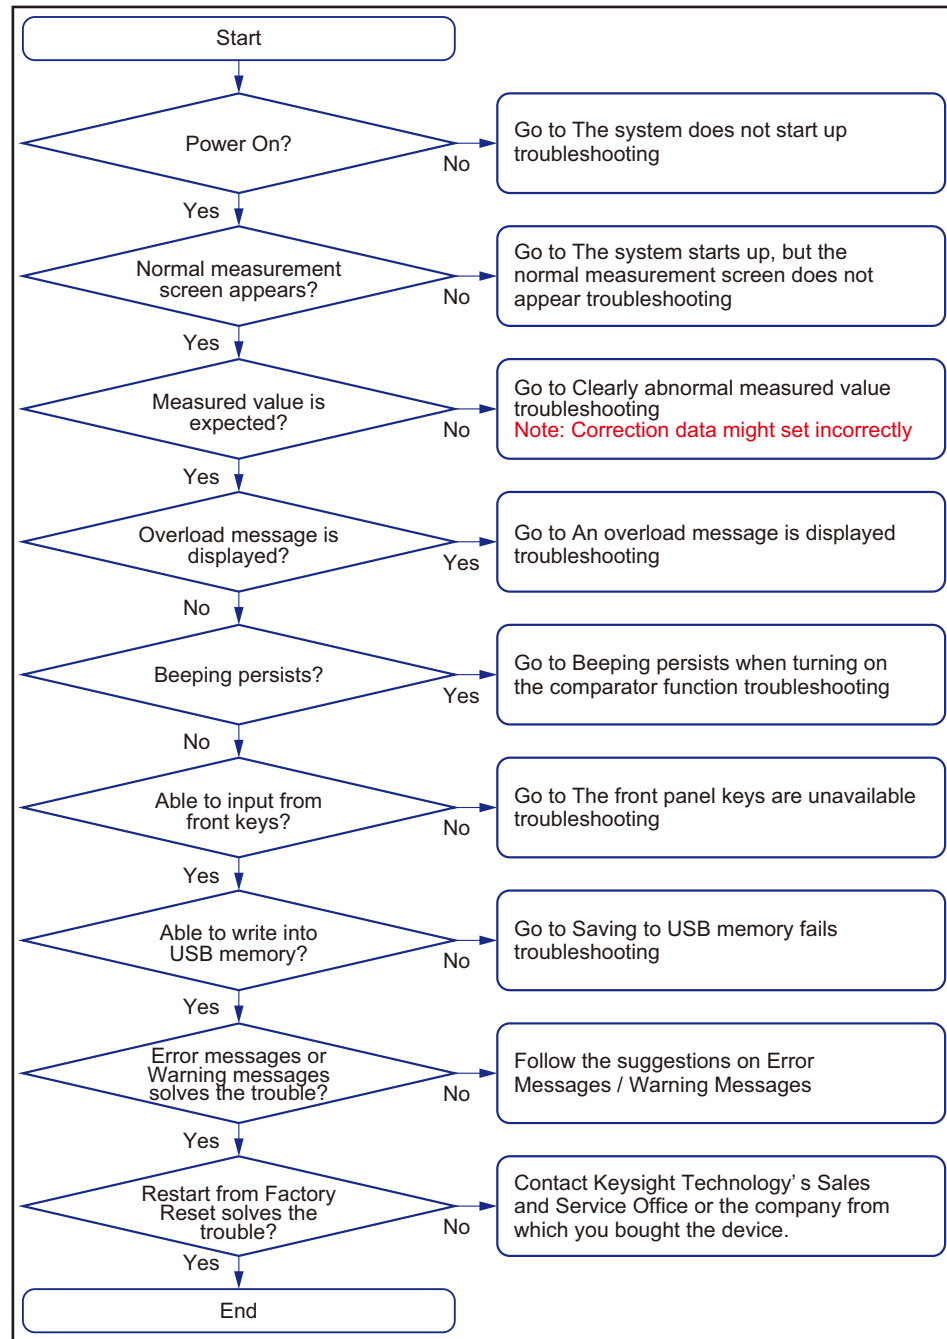 Start
Power On?
No
Go to The system does not start up
troubleshooting
Yes
Normal measurement
screen appears?
No
Go to The system starts up, but the
normal measurement screen does not
appear troubleshooting
Yes
Measured value is
expected?
No
Go to Clearly abnormal measured value
troubleshooting
Note: Correction data might set incorrectly
Yes
Overload message is
displayed?
Yes
Go to An overload message is displayed
troubleshooting
No
Beeping persists?
Yes
Go to Beeping persists when turning on
the comparator function troubleshooting
No
Able to input from
front keys?
No
Go to The front panel keys are unavailable
troubleshooting
Yes
Able to write into
USB memory?
No
Go to Saving to USB memory fails
troubleshooting
Yes
Error messages or
Warning messages
solves the trouble?
No
Follow the suggestions on Error
Messages / Warning Messages
Yes
Restart from Factory
Reset solves the
trouble?
No
Contact Keysight Technology’ s Sales
and Service Office or the company from
which you bought the device.
Yes
End